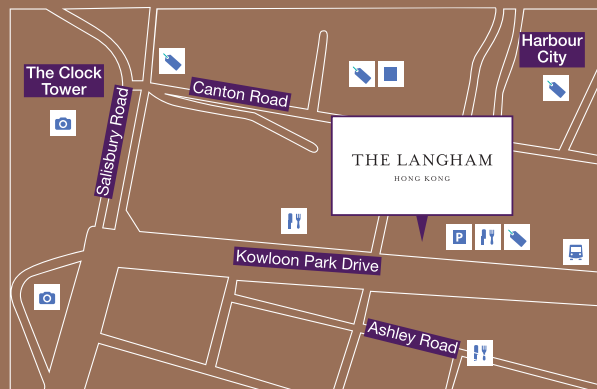 Harbour
City
The Clock
Tower
Canton Road
Salisbury Road
THE LANGHAM
HONG KONG
P
Kowloon Park Drive
Ashley Road